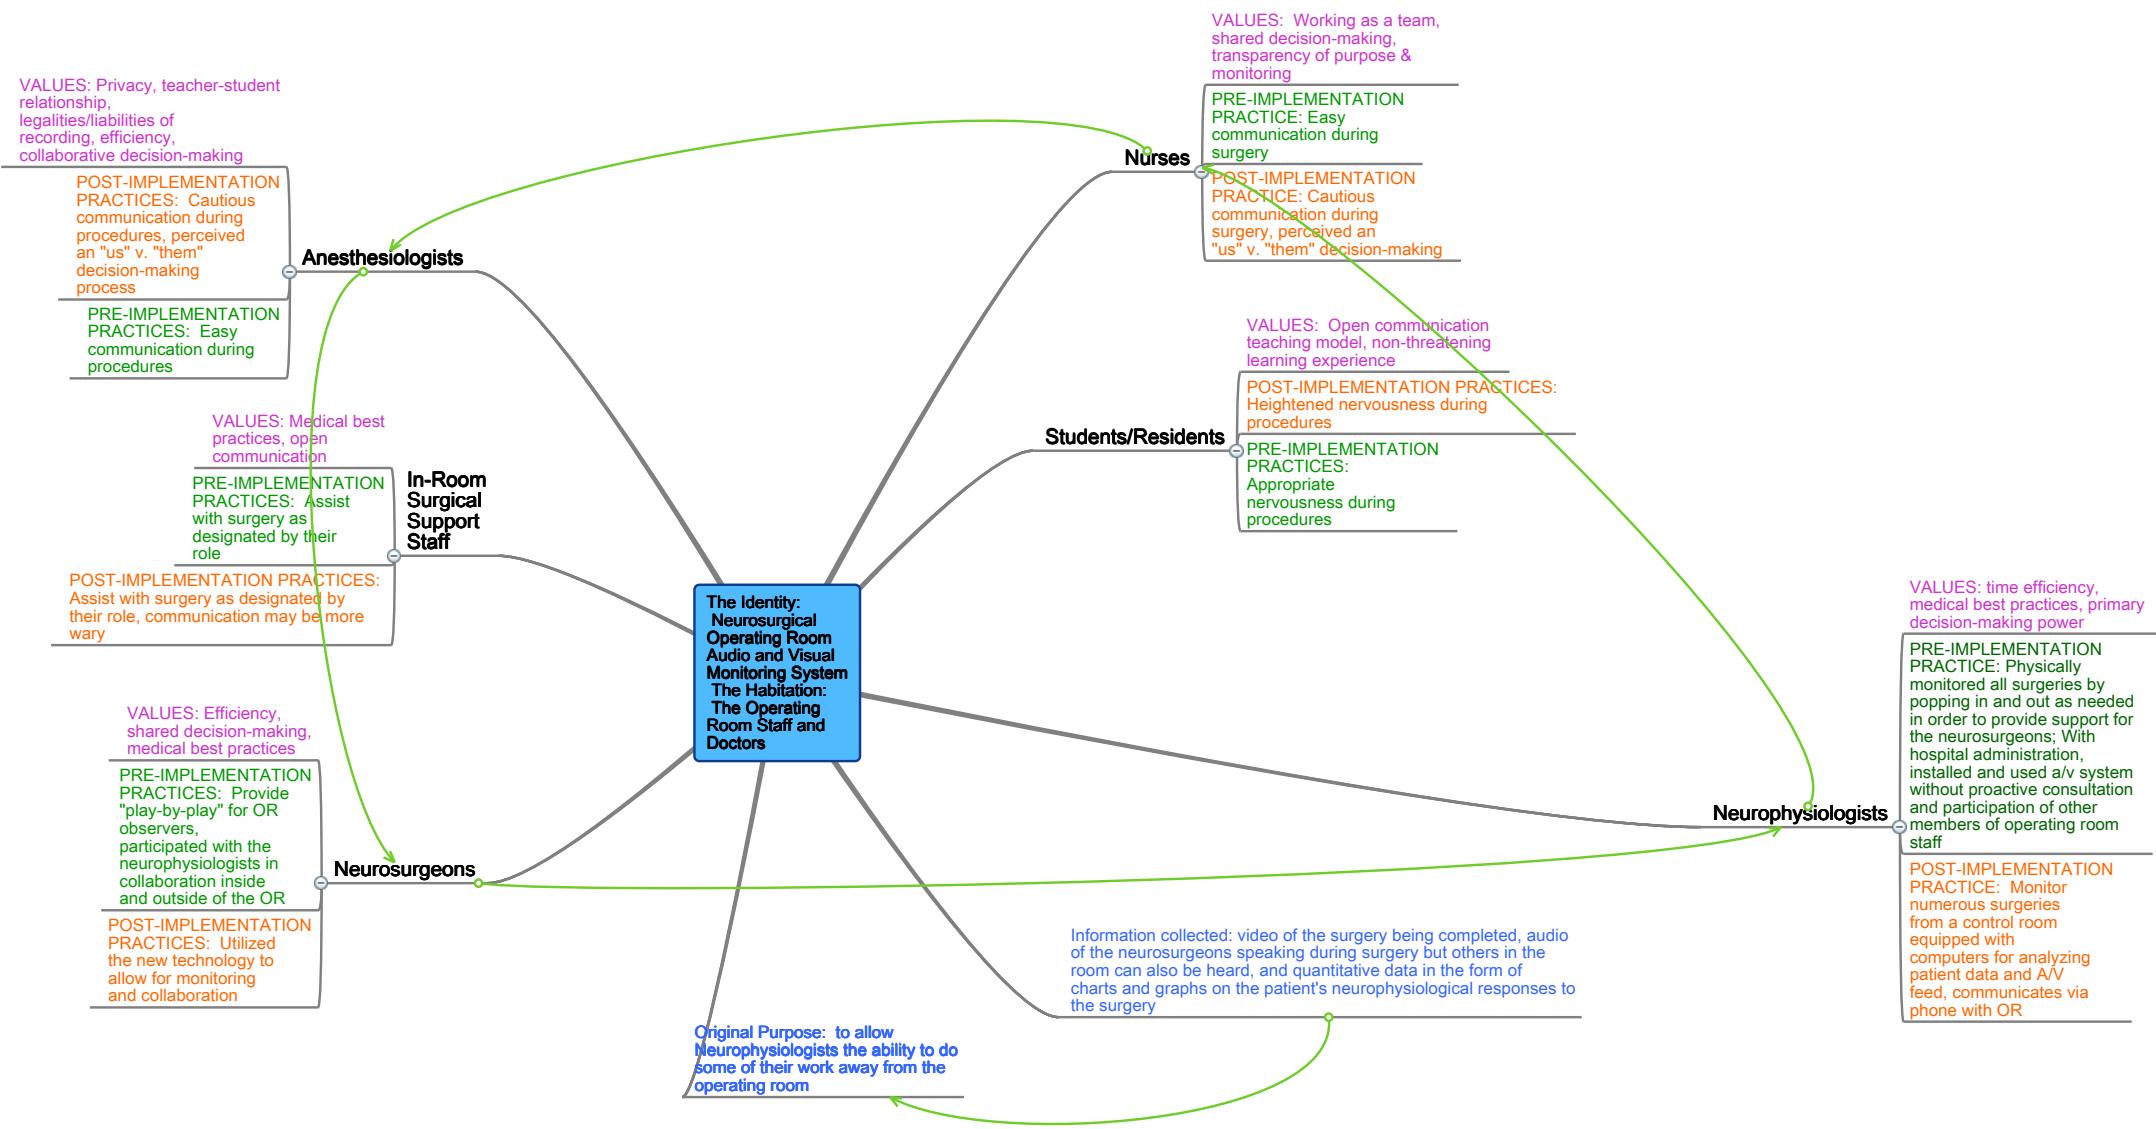 VALUES: Working as a team,
shared decision-making,
transparency of purpose &
monitoring
PRE-IMPLEMENTATION
PRACTICE: Easy
communication during
surgery
Nurses
POST-IMPLEMENTATION
PRACTICE: Cautious
communication during
surgery, perceived an
"us" v. "them" decision-making
VALUES: Privacy, teacher-student
relationship,
legalities/liabilities of
recording, efficiency,
collaborative decision-making
POST-IMPLEMENTATION
PRACTICES: Cautious
communication during
procedures, perceived
an "us" v. "them"
decision-making
process
Anesthesiologists
PRE-IMPLEMENTATION
PRACTICES: Easy
communication during
procedures
VALUES: Open communication
teaching model, non-threatening
learning experience
POST-IMPLEMENTATION PRACTICES:
Heightened nervousness during
procedures
Students/Residents
PRE-IMPLEMENTATION
PRACTICES:
Appropriate
nervousness during
procedures
VALUES: Medical best
practices, open
communication
PRE-IMPLEMENTATION
PRACTICES: Assist
with surgery as
designated by their
role
In-Room
Surgical
Support
Staff
POST-IMPLEMENTATION PRACTICES:
Assist with surgery as designated by
their role, communication may be more
wary
The Identity:
Neurosurgical
Operating Room
Audio and Visual
Monitoring System
The Habitation:
The Operating
Room Staff and
Doctors
VALUES: time efficiency,
medical best practices, primary
decision-making power
PRE-IMPLEMENTATION
PRACTICE: Physically
monitored all surgeries by
popping in and out as needed
in order to provide support for
the neurosurgeons; With
hospital administration,
installed and used a/v system
without proactive consultation
and participation of other
members of operating room
staff
Neurophysiologists
POST-IMPLEMENTATION
PRACTICE: Monitor
numerous surgeries
from a control room
equipped with
computers for analyzing
patient data and A/V
feed, communicates via
phone with OR
VALUES: Efficiency,
shared decision-making,
medical best practices
PRE-IMPLEMENTATION
PRACTICES: Provide
"play-by-play" for OR
observers,
participated with the
neurophysiologists in
collaboration inside
and outside of the OR
Neurosurgeons
POST-IMPLEMENTATION
PRACTICES: Utilized
the new technology to
allow for monitoring
and collaboration
Information collected: video of the surgery being completed, audio
of the neurosurgeons speaking during surgery but others in the
room can also be heard, and quantitative data in the form of
charts and graphs on the patient's neurophysiological responses to
the surgery
Original Purpose: to allow
Neurophysiologists the ability to do
some of their work away from the
operating room